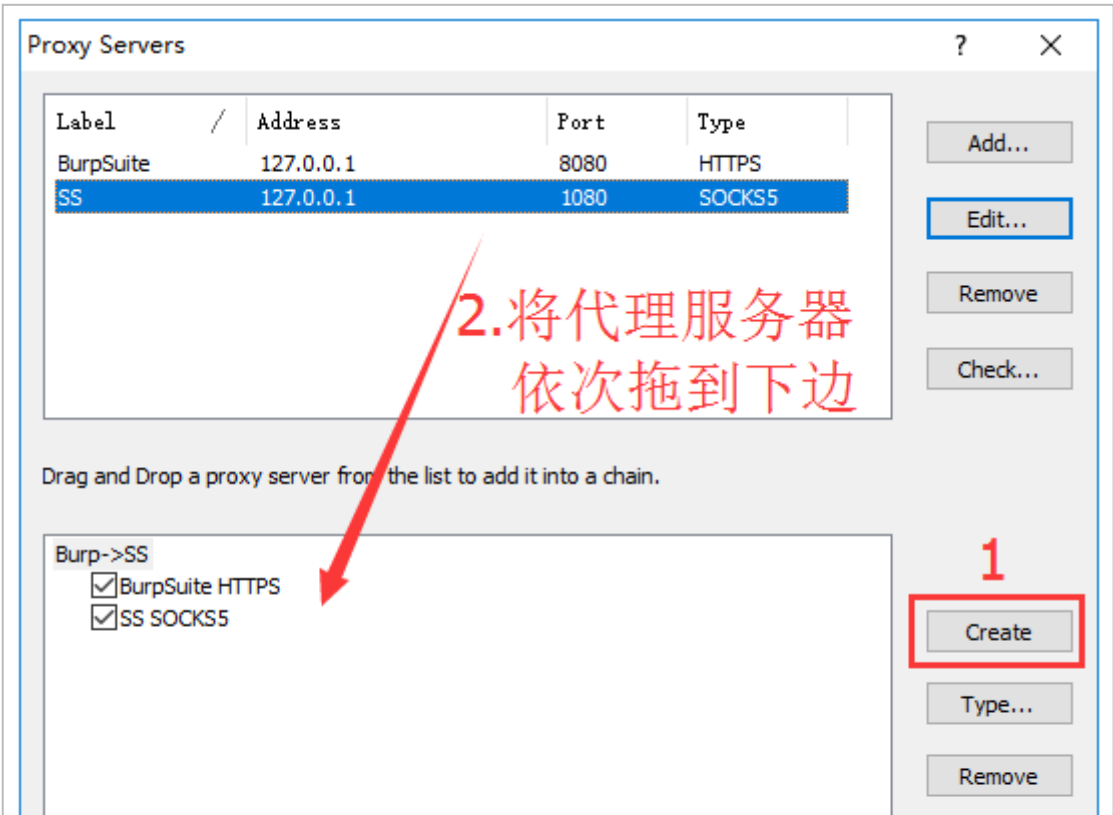 Proxy Servers ? ×
Label / Address Port Type
BurpSuite 127.0.0.1 8080 HTTPS
SS 127.0.0.1 1080 SOCKS5
Add...
Edit...
Remove
Check...
2.将代理服务器
依次拖到下边
Drag and Drop a proxy server from the list to add it into a chain.
Burp->SS
BurpSuite HTTPS
SS SOCKS5
1
Create
Type...
Remove